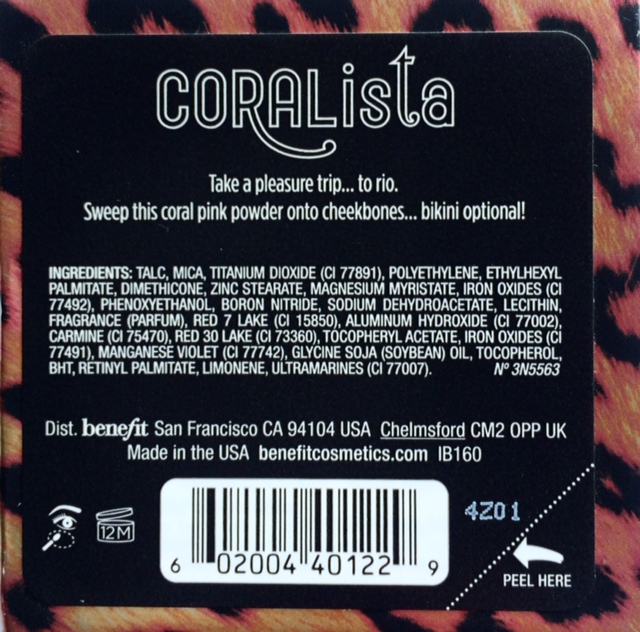 CORALista
Take a pleasure trip... to rio.
Sweep this coral pink powder onto cheekbones... bikini optional!
INGREDIENTS: TALC, MICA, TITANIUM DIOXIDE (CI 77891), POLYETHYLENE, ETHYLHEXYL
PALMITATE, DIMETHICONE, ZINC STEARATE, MAGNESIUM MYRISTATE, IRON OXIDES (CI
77492), PHENOXYETHANOL, BORON NITRIDE, SODIUM DEHYDROACETATE, LECITHIN,
FRAGRANCE (PARFUM), RED 7 LAKE (CI 15850), ALUMINUM HYDROXIDE (CI 77002),
CARMINE (CI 75470), RED 30 LAKE (CI 73360), TOCOPHERYL ACETATE, IRON OXIDES (CI
77491), MANGANESE VIOLET (CI 77742), GLYCINE SOJA (SOYBEAN) OIL, TOCOPHEROL,
BHT, RETINYL PALMITATE, LIMONENE, ULTRAMARINES (CI 77007). Nº 3N5563
Dist. benefit San Francisco CA 94104 USA Chelmsford CM2 OPP UK
Made in the USA benefitcosmetics.com IB160
4Z01
12M
6 02004 40122 9
PEEL HERE